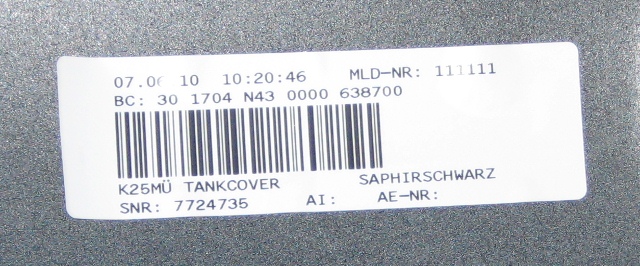 07.06 10 10:20:46 MLD-NR: 111111
BC: 30 1704 N43 0000 638700
K25MÜ TANKCOVER SAPHIRSCHWARZ
SNR: 7724735 AI: AE-NR: